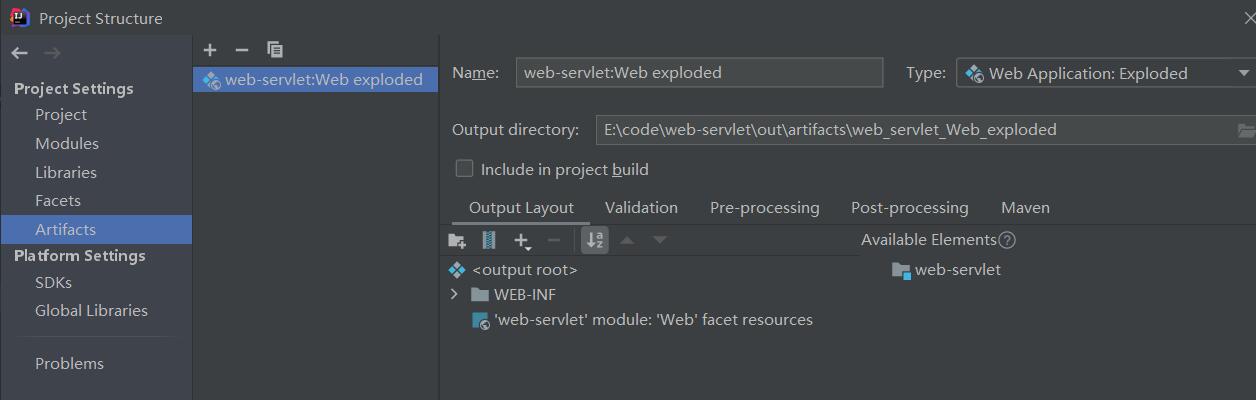 Project Structure
Project Settings
Project
Modules
Libraries
Facets
Artifacts
Platform Settings
SDKs
Global Libraries
Problems
web-servlet:Web exploded
Name: web-servlet:Web exploded Type: Web Application: Exploded
Output directory: E:\code\web-servlet\out\artifacts\web_servlet_Web_exploded
Include in project build
Output Layout Validation Pre-processing Post-processing Maven
Available Elements
<output root>
WEB-INF
'web-servlet' module: 'Web' facet resources
web-servlet